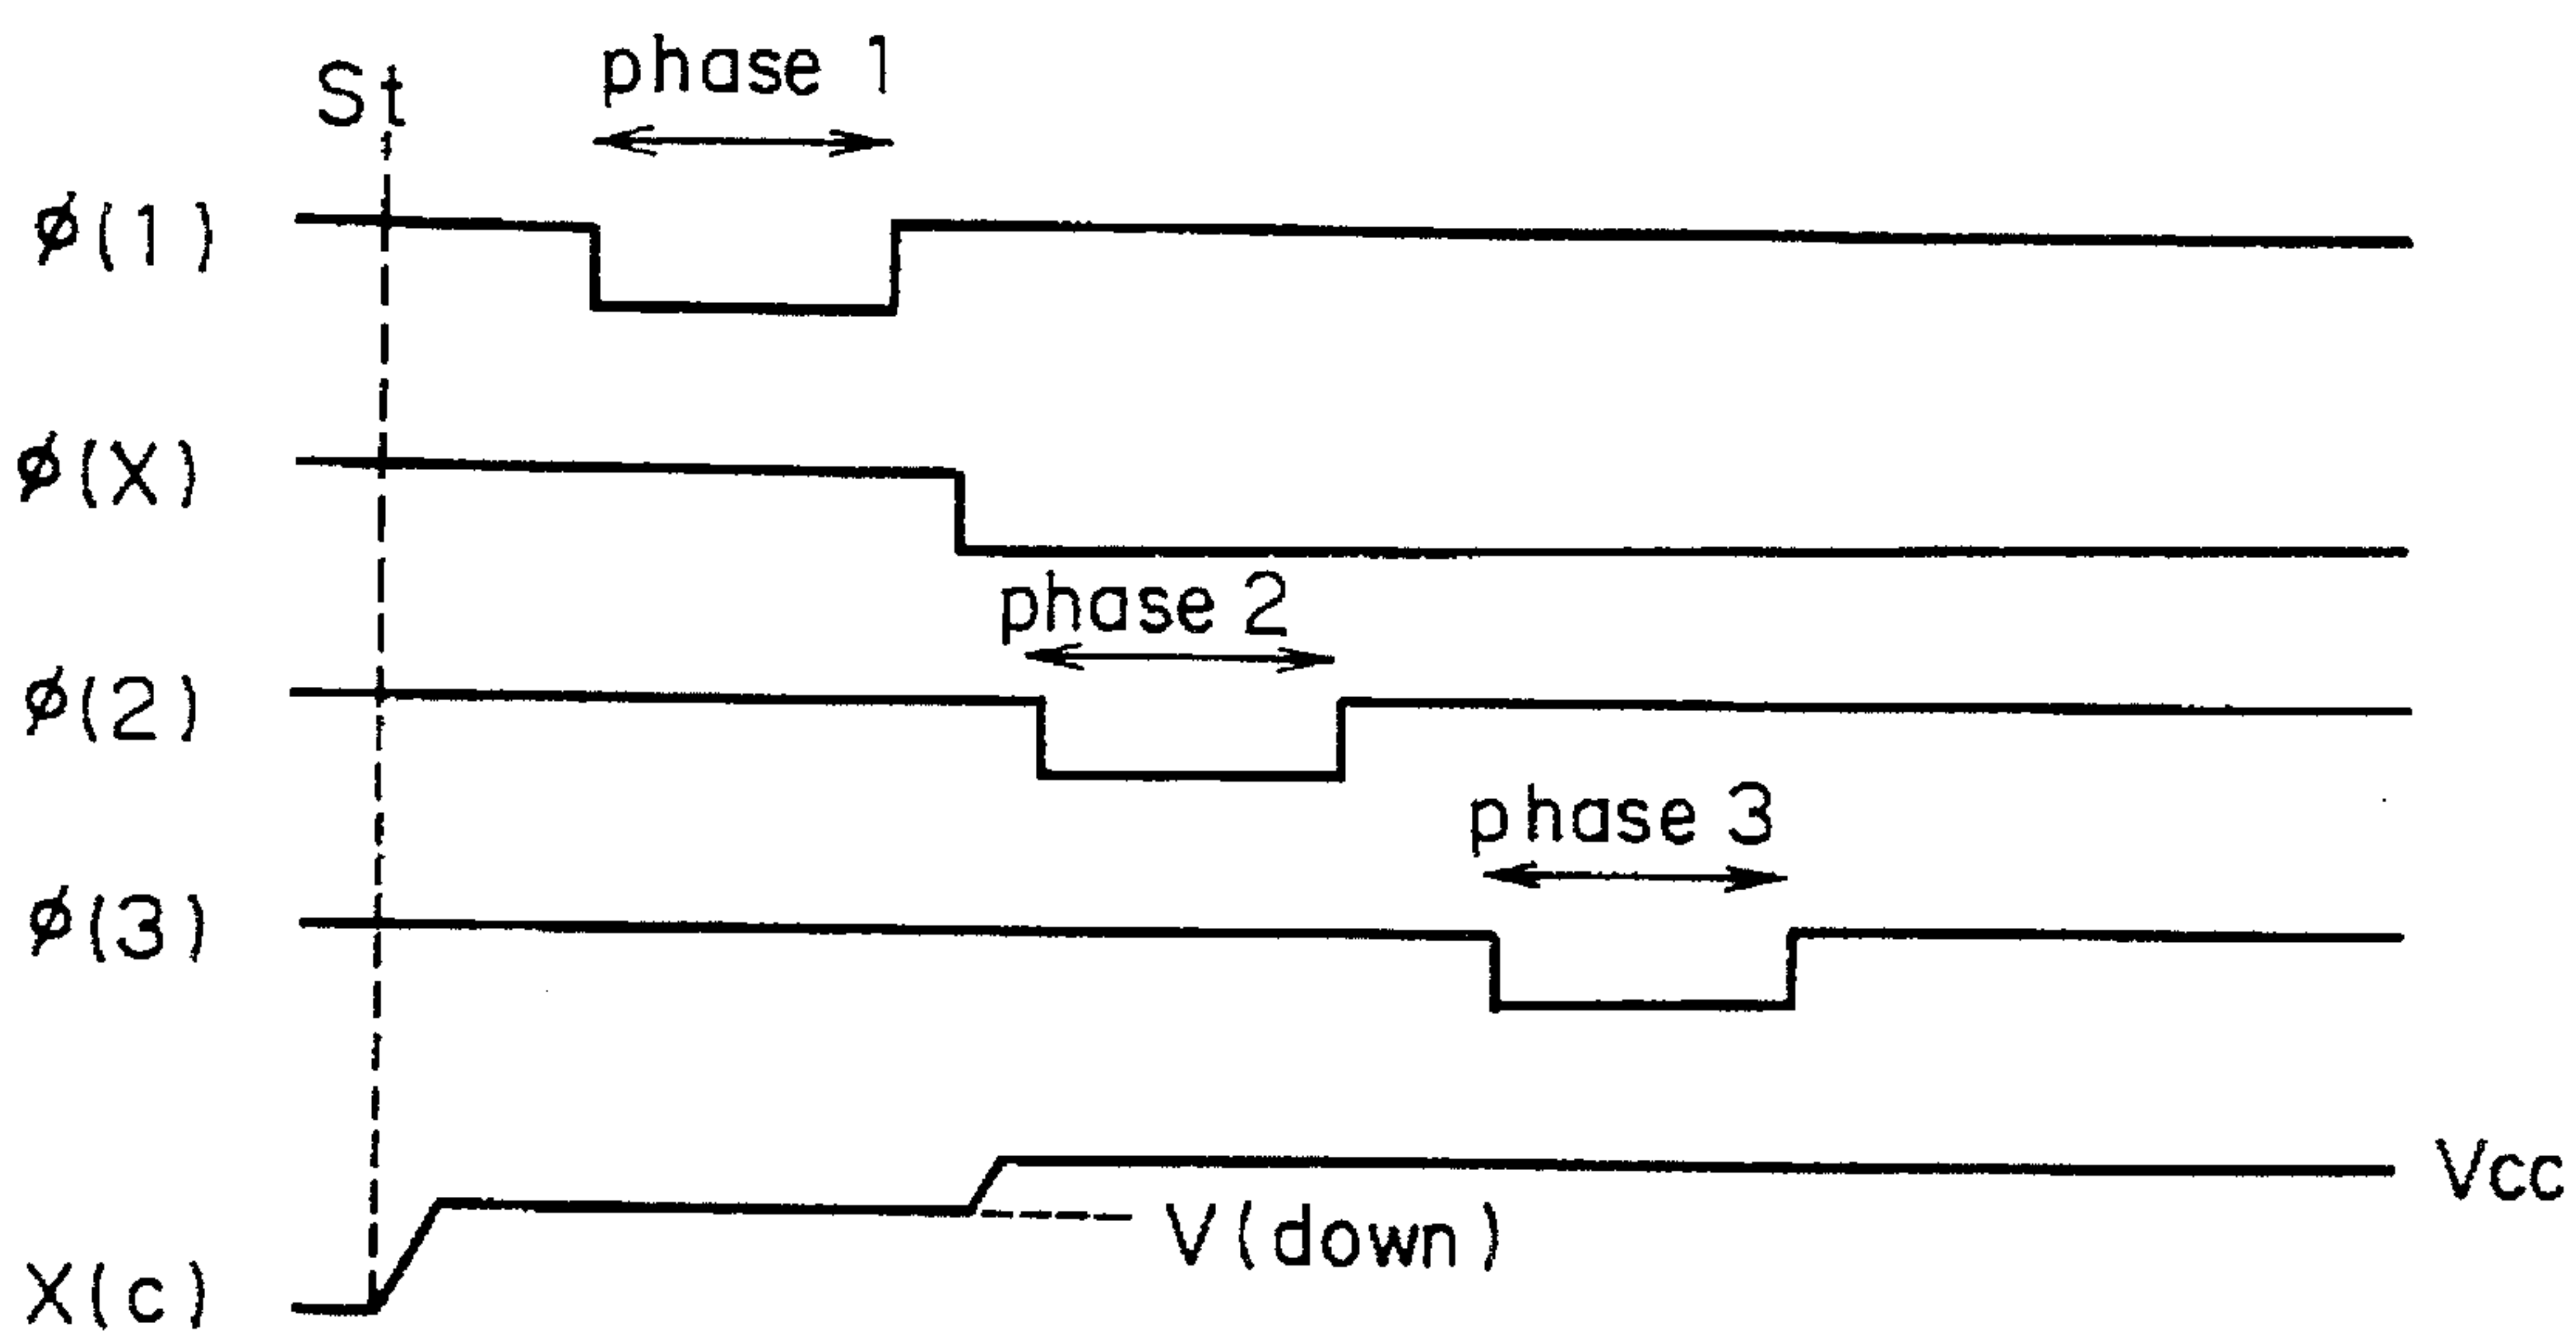 St
phase 1
ø(1)
ø(X)
phase 2
ø(2)
phase 3
ø(3)
Vcc
V(down)
X(c)